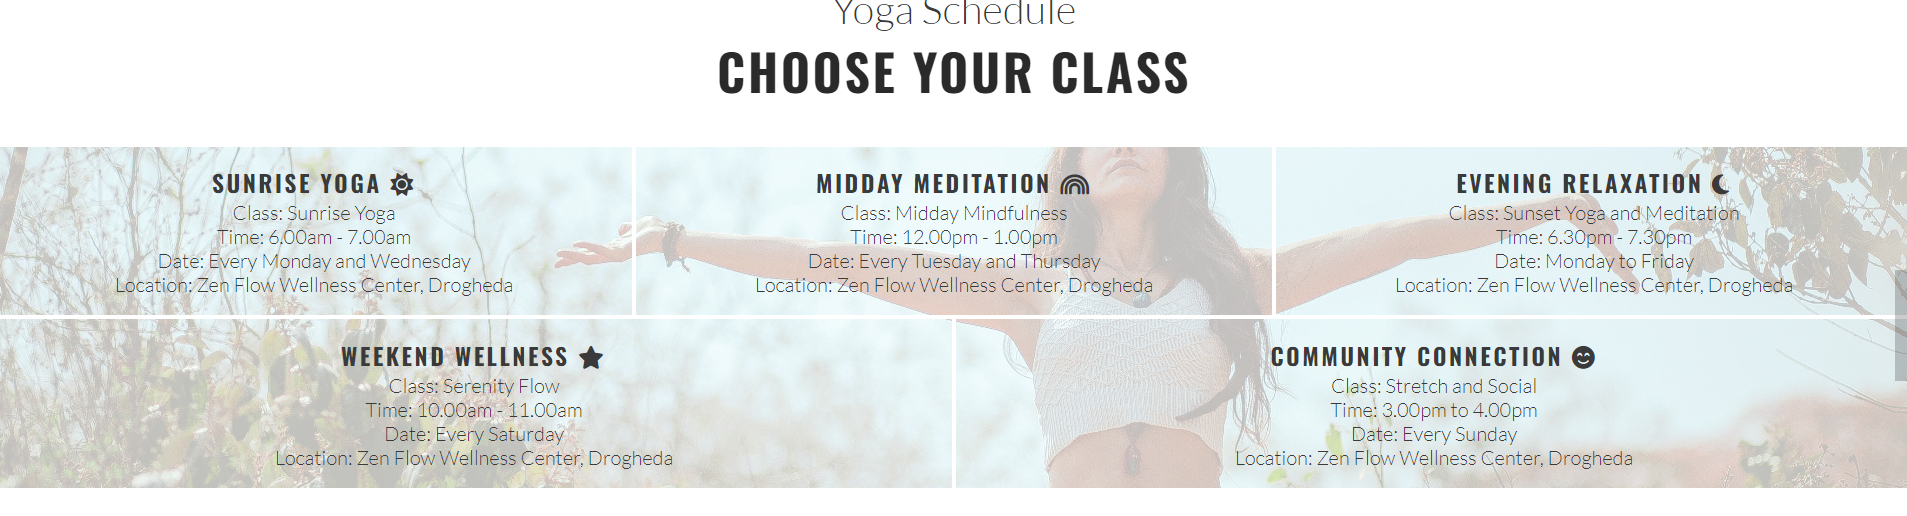 Yoga Schedule
CHOOSE YOUR CLASS
SUNRISE YOGA
Class: Sunrise Yoga
Time: 6.00am - 7.00am
Date: Every Monday and Wednesday
Location: Zen Flow Wellness Center, Drogheda
MIDDAY MEDITATION
Class: Midday Mindfulness
Time: 12.00pm - 1.00pm
Date: Every Tuesday and Thursday
Location: Zen Flow Wellness Center, Drogheda
EVENING RELAXATION
Class: Sunset Yoga and Meditation
Time: 6.30pm - 7.30pm
Date: Monday to Friday
Location: Zen Flow Wellness Center, Drogheda
WEEKEND WELLNESS
Class: Serenity Flow
Time: 10.00am - 11.00am
Date: Every Saturday
Location: Zen Flow Wellness Center, Drogheda
COMMUNITY CONNECTION
Class: Stretch and Social
Time: 3.00pm to 4.00pm
Date: Every Sunday
Location: Zen Flow Wellness Center, Drogheda